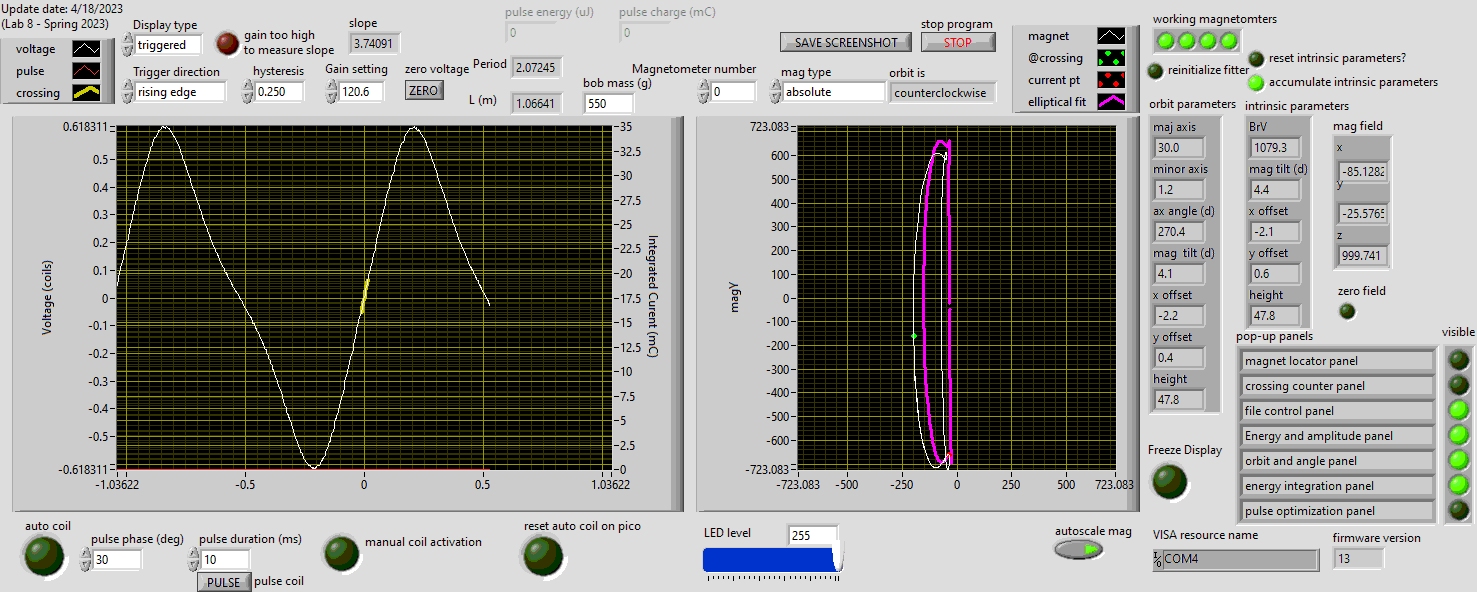 Update date: 4/18/2023
(Lab 8 - Spring 2023)
voltage
pulse
crossing
Display type
triggered
gain too high
to measure slope
slope
3.74091
pulse energy (uJ)
0
pulse charge (mC)
0
Trigger direction
rising edge
hysteresis
0.250
Gain setting
120.6
zero voltage
ZERO
Period
2.07245
L (m)
1.06641
bob mass (g)
550
Magnetometer number
0
mag type
absolute
orbit is
counterclockwise
SAVE SCREENSHOT
stop program
STOP
magnet
@crossing
current pt
elliptical fit
working magnetomters
reinitialize fitter
reset intrinsic parameters?
accumulate intrinsic parameters
Voltage (coils)
0.618311
0.5
0.4
0.3
0.2
0.1
0
-0.1
-0.2
-0.3
-0.4
-0.5
-0.618311
-1.03622
-0.5
0
0.5
1.03622
35
32.5
30
27.5
25
22.5
20
17.5
15
12.5
10
7.5
5
2.5
0
Integrated Curent (mC)
magY
723.083
600
500
400
300
200
100
0
-100
-200
-300
-400
-500
-600
-723.083
-723.083
-500
-250
0
250
500
723.083
orbit parameters
maj axis
30.0
minor axis
1.2
ax angle (d)
270.4
mag tilt (d)
4.1
x offset
-2.2
y offset
0.4
height
47.8
intrinsic parameters
BrV
1079.3
mag tilt (d)
4.4
x offset
-2.1
y offset
0.6
height
47.8
mag field
x
-85.1282
y
-25.5765
z
999.741
zero field
pop-up panels
visible
magnet locator panel
crossing counter panel
file control panel
Energy and amplitude panel
orbit and angle panel
energy integration panel
pulse optimization panel
Freeze Display
auto coil
pulse phase (deg)
30
pulse duration (ms)
10
PULSE
pulse coil
manual coil activation
reset auto coil on pico
LED level
255
autoscale mag
VISA resource name
COM4
firmware version
13